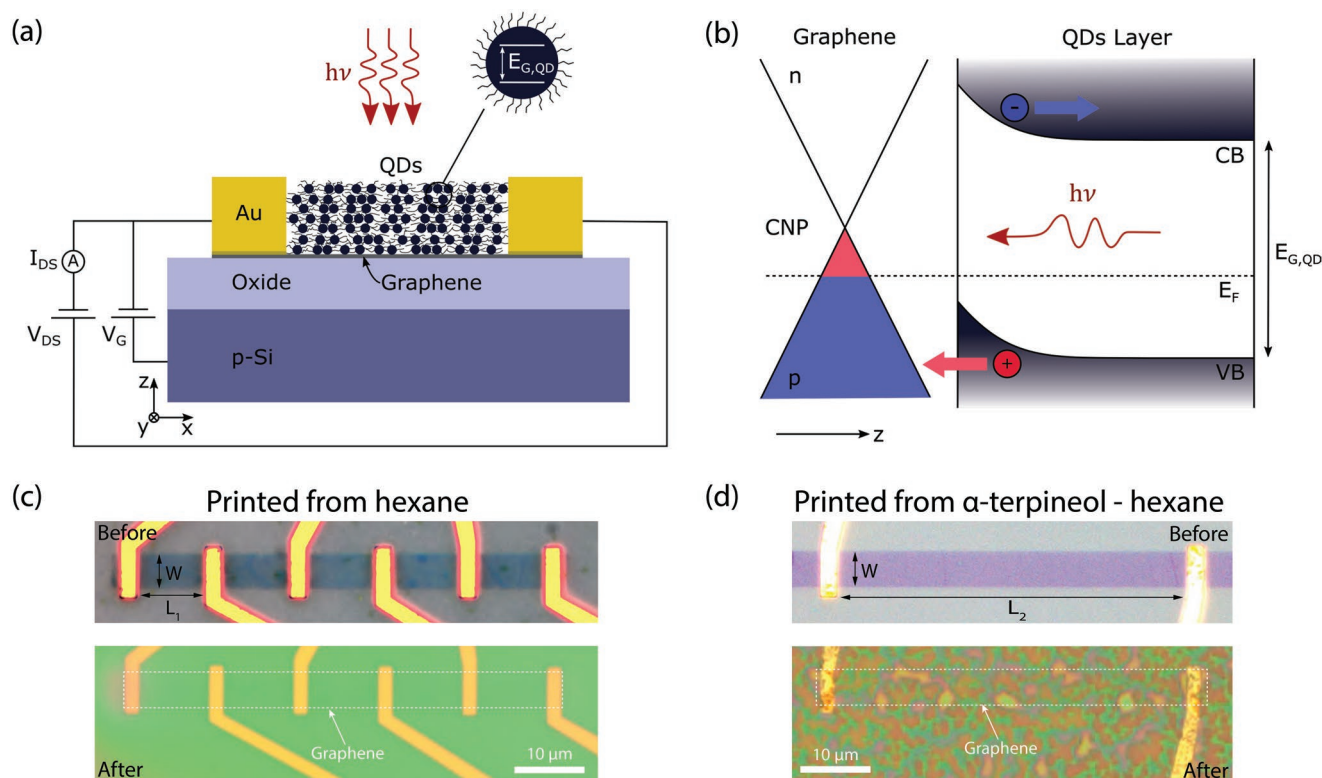 (a)
hν
E_G,QD
QDs
Au
I_DS
A
Graphene
Oxide
V_DS
V_G
p-Si
z
y
x
(b)
Graphene
QDs Layer
n
-
CB
hν
CNP
E_G,QD
E_F
+
p
VB
z
(c)
Printed from hexane
Before
W
L_1
Graphene
10 μm
After
(d)
Printed from α-terpineol - hexane
Before
W
L_2
Graphene
10 μm
After